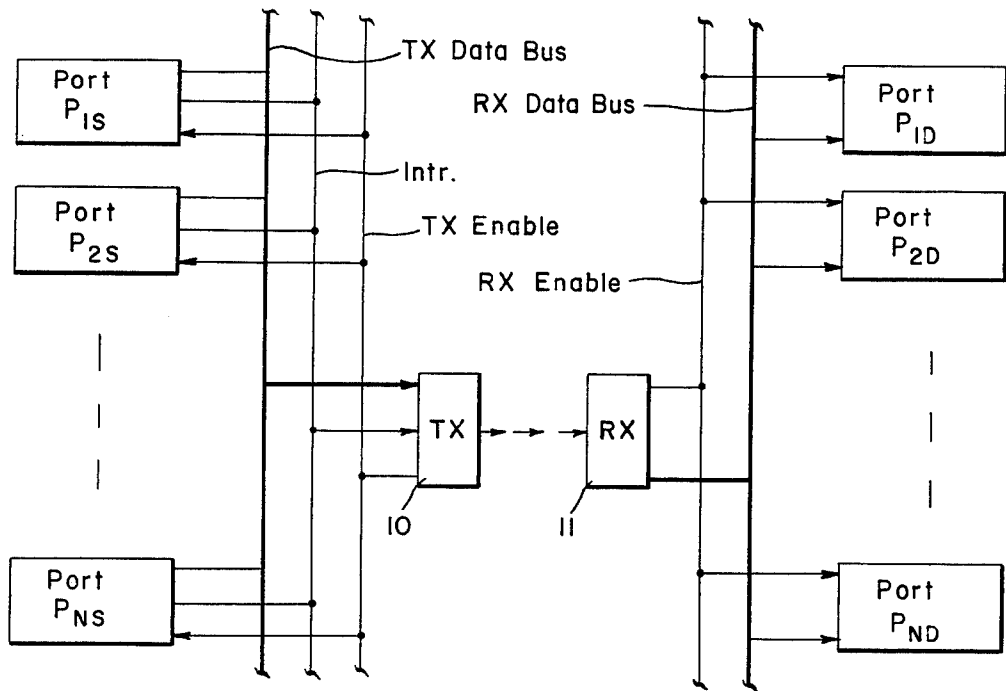 TX Data Bus
Port
P1S
RX Data Bus
Port
P1D
Intr.
Port
P2S
TX Enable
Port
P2D
RX Enable
TX
RX
10
11
Port
PNS
Port
PND